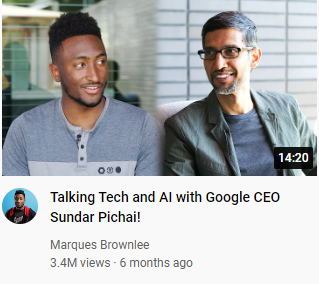 14:20
Talking Tech and AI with Google CEO
Sundar Pichai!
Marques Brownlee
3.4M views · 6 months ago